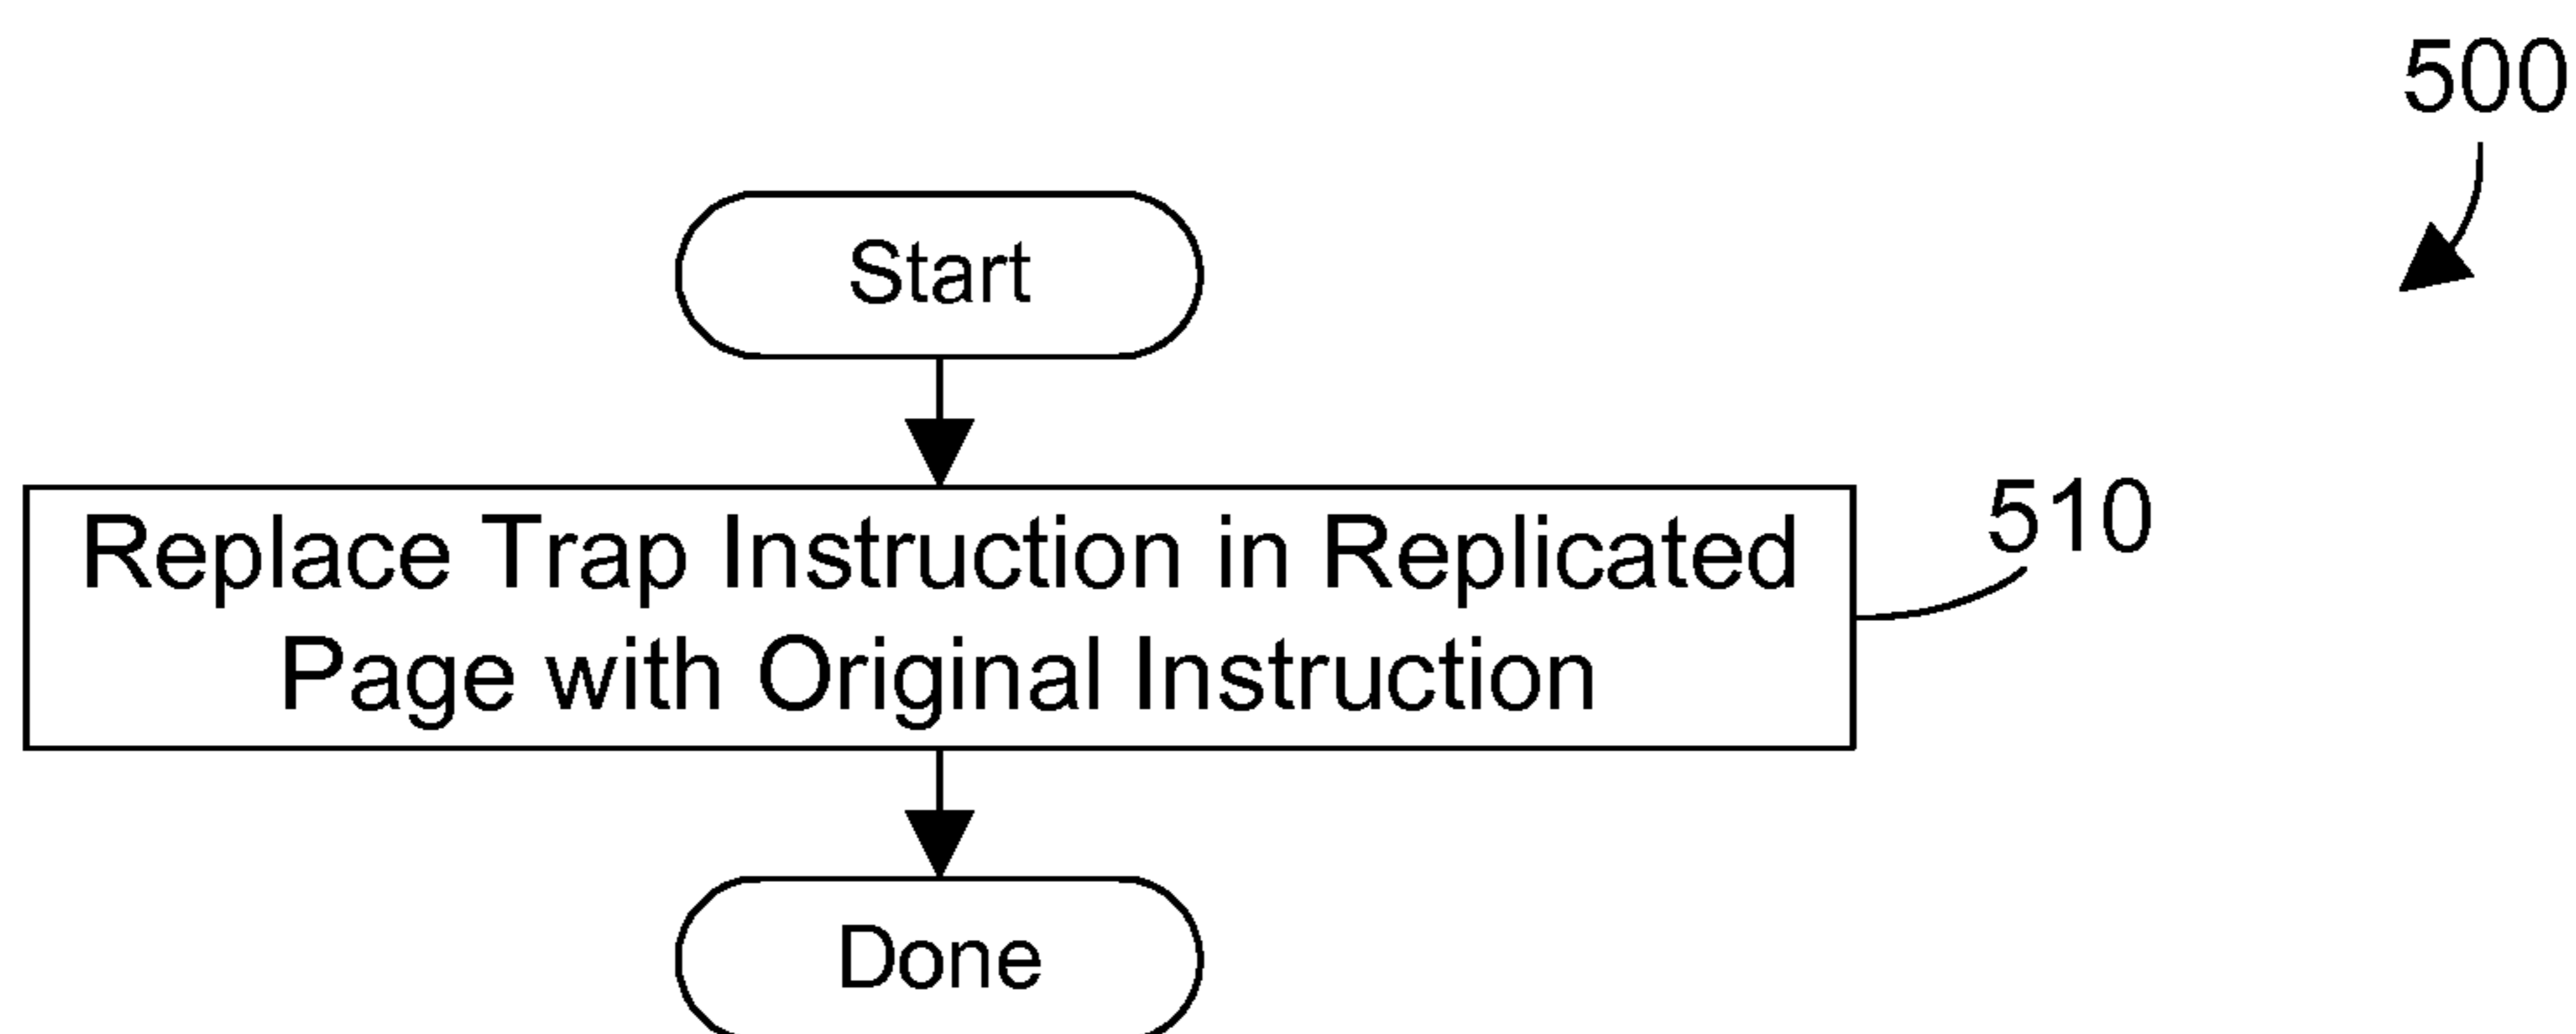 500
Start
Replace Trap Instruction in Replicated
Page with Original Instruction
510
Done